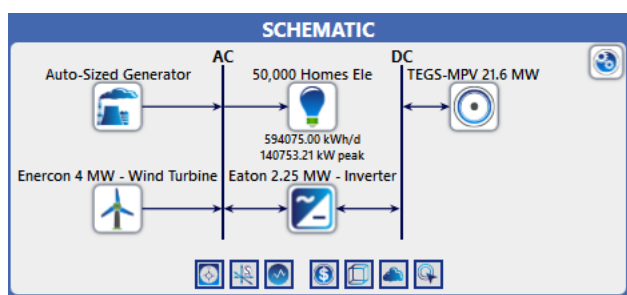 SCHEMATIC
AC
DC
Auto-Sized Generator
50,000 Homes Ele
TEGS-MPV 21.6 MW
594075.00 kWh/d
140753.21 kW peak
Enercon 4 MW - Wind Turbine
Eaton 2.25 MW - Inverter